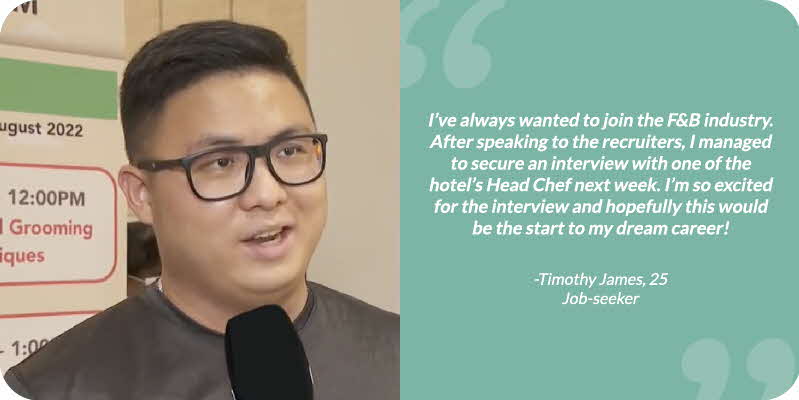 ugust 2022
12:00PM
Grooming
iques
1:00
I've always wanted to join the F&B industry.
After speaking to the recruiters, I managed
to secure an interview with one of the
hotel's Head Chef next week. I'm so excited
for the interview and hopefully this would
be the start to my dream career!
-Timothy James, 25
Job-seeker